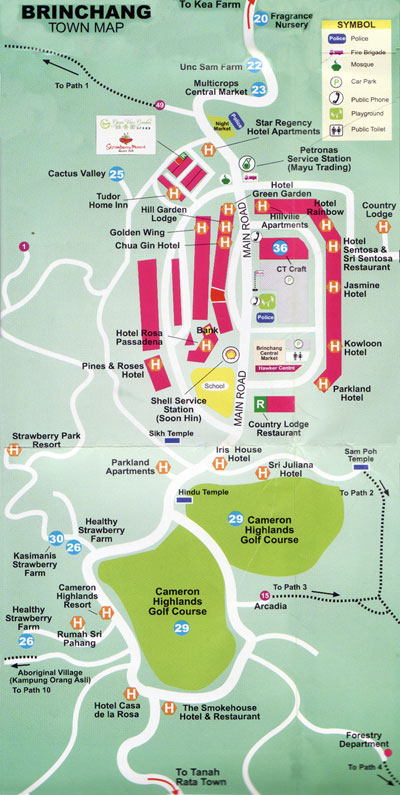 BRINCHANG
TOWN MAP
To Kea Farm
20
Fragrance
Nursery
SYMBOL
Police
Police
Fire Brigade
Mosque
P
Car Park
Public Phone
Playground
Public Toilet
Unc Sam Farm
22
Multicrops
Central Market
23
To Path 1
49
Night
Market
Police
Star Regency
Hotel Apartments
H
Strawberry Moment
Petronas
Service Station
(Mayu Trading)
Cactus Valley
25
Tudor
Home Inn
H
Hotel
Green Garden
Hill Garden
Lodge
H
Hillville
Apartments
H
Hotel
Rainbow
H
Country
Lodge
H
Golden Wing
H
Chua Gin Hotel
H
MAIN ROAD
36
CT Craft
P
H
Hotel
Sentosa &
Sri Sentosa
Restaurant
1
H
Jasmine
Hotel
Police
Hotel Rosa
Passadena
Bank
H
Brinchang
Central
Market
P
Hawker Centre
H
Kowloon
Hotel
Pines & Roses
Hotel
H
School
MAIN ROAD
H
Parkland
Hotel
Shell Service
Station
(Soon Hin)
R
Country Lodge
Restaurant
Sikh Temple
Strawberry Park
Resort
H
Parkland
Apartments
H
Iris House
Hotel
H
Sri Juliana
Hotel
H
Sam Poh
Temple
To Path 2
Hindu Temple
Healthy
Strawberry
Farm
30
26
Kasimanis
Strawberry
Farm
29
Cameron
Highlands
Golf Course
Cameron
Highlands
Resort
H
Cameron
Highlands
Golf Course
29
15
Arcadia
To Path 3
Healthy
Strawberry
Farm
26
H
Rumah Sri
Pahang
Aboriginal Village
(Kampung Orang Asli)
To Path 10
H
Hotel Casa
de la Rosa
H
The Smokehouse
Hotel & Restaurant
Forestry
Department
To Path 4
To Tanah
Rata Town